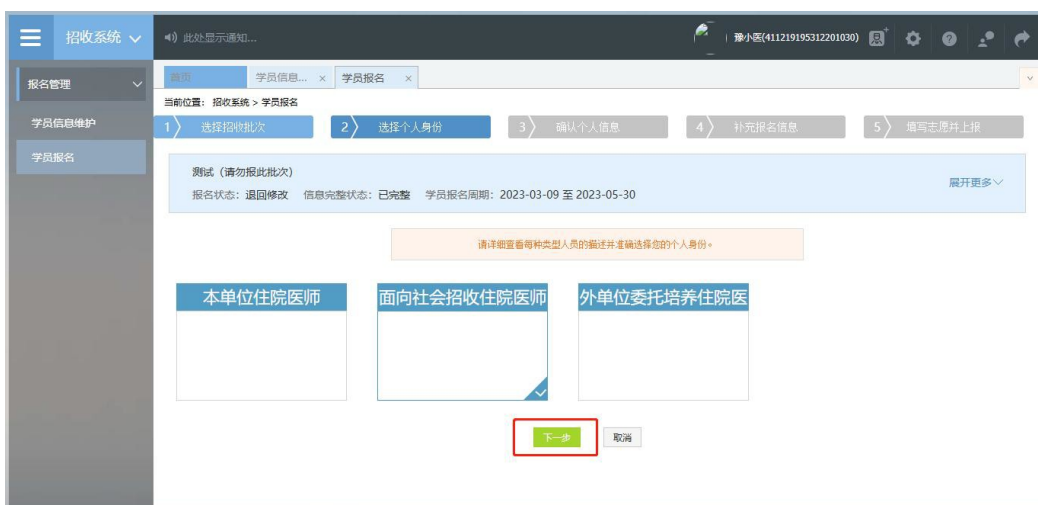 招收系统
此处显示通知...
豫小医(411219195312201030)
报名管理
首页
学员信息...
学员报名
当前位置： 招收系统 > 学员报名
学员信息维护
1 选择招收批次
2 选择个人身份
3 确认个人信息
4 补充报名信息
5 填写志愿并上报
学员报名
测试（请勿报此批次）
报名状态：退回修改 信息完整状态：已完整 学员报名周期：2023-03-09 至 2023-05-30
展开更多
请详细查看每种类型人员的描述并准确选择您的个人身份。
本单位住院医师
面向社会招收住院医师
外单位委托培养住院医
下一步
取消